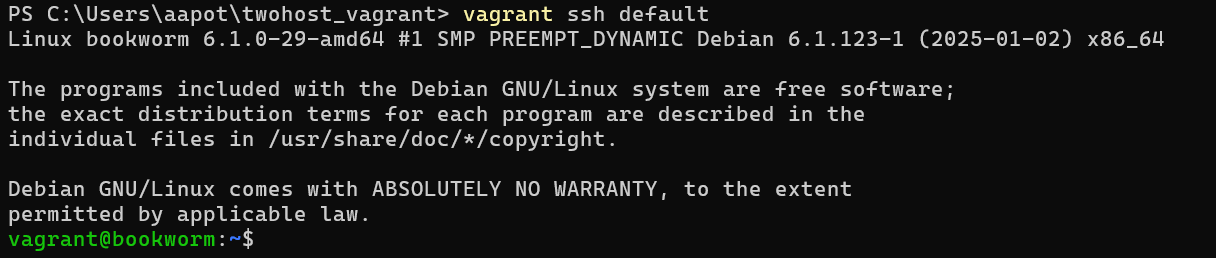 PS C:\Users\aapot\twohost_vagrant> vagrant ssh default
Linux bookworm 6.1.0-29-amd64 #1 SMP PREEMPT_DYNAMIC Debian 6.1.123-1 (2025-01-02) x86_64
The programs included with the Debian GNU/Linux system are free software;
the exact distribution terms for each program are described in the
individual files in /usr/share/doc/*/copyright.
Debian GNU/Linux comes with ABSOLUTELY NO WARRANTY, to the extent
permitted by applicable law.
vagrant@bookworm:~$